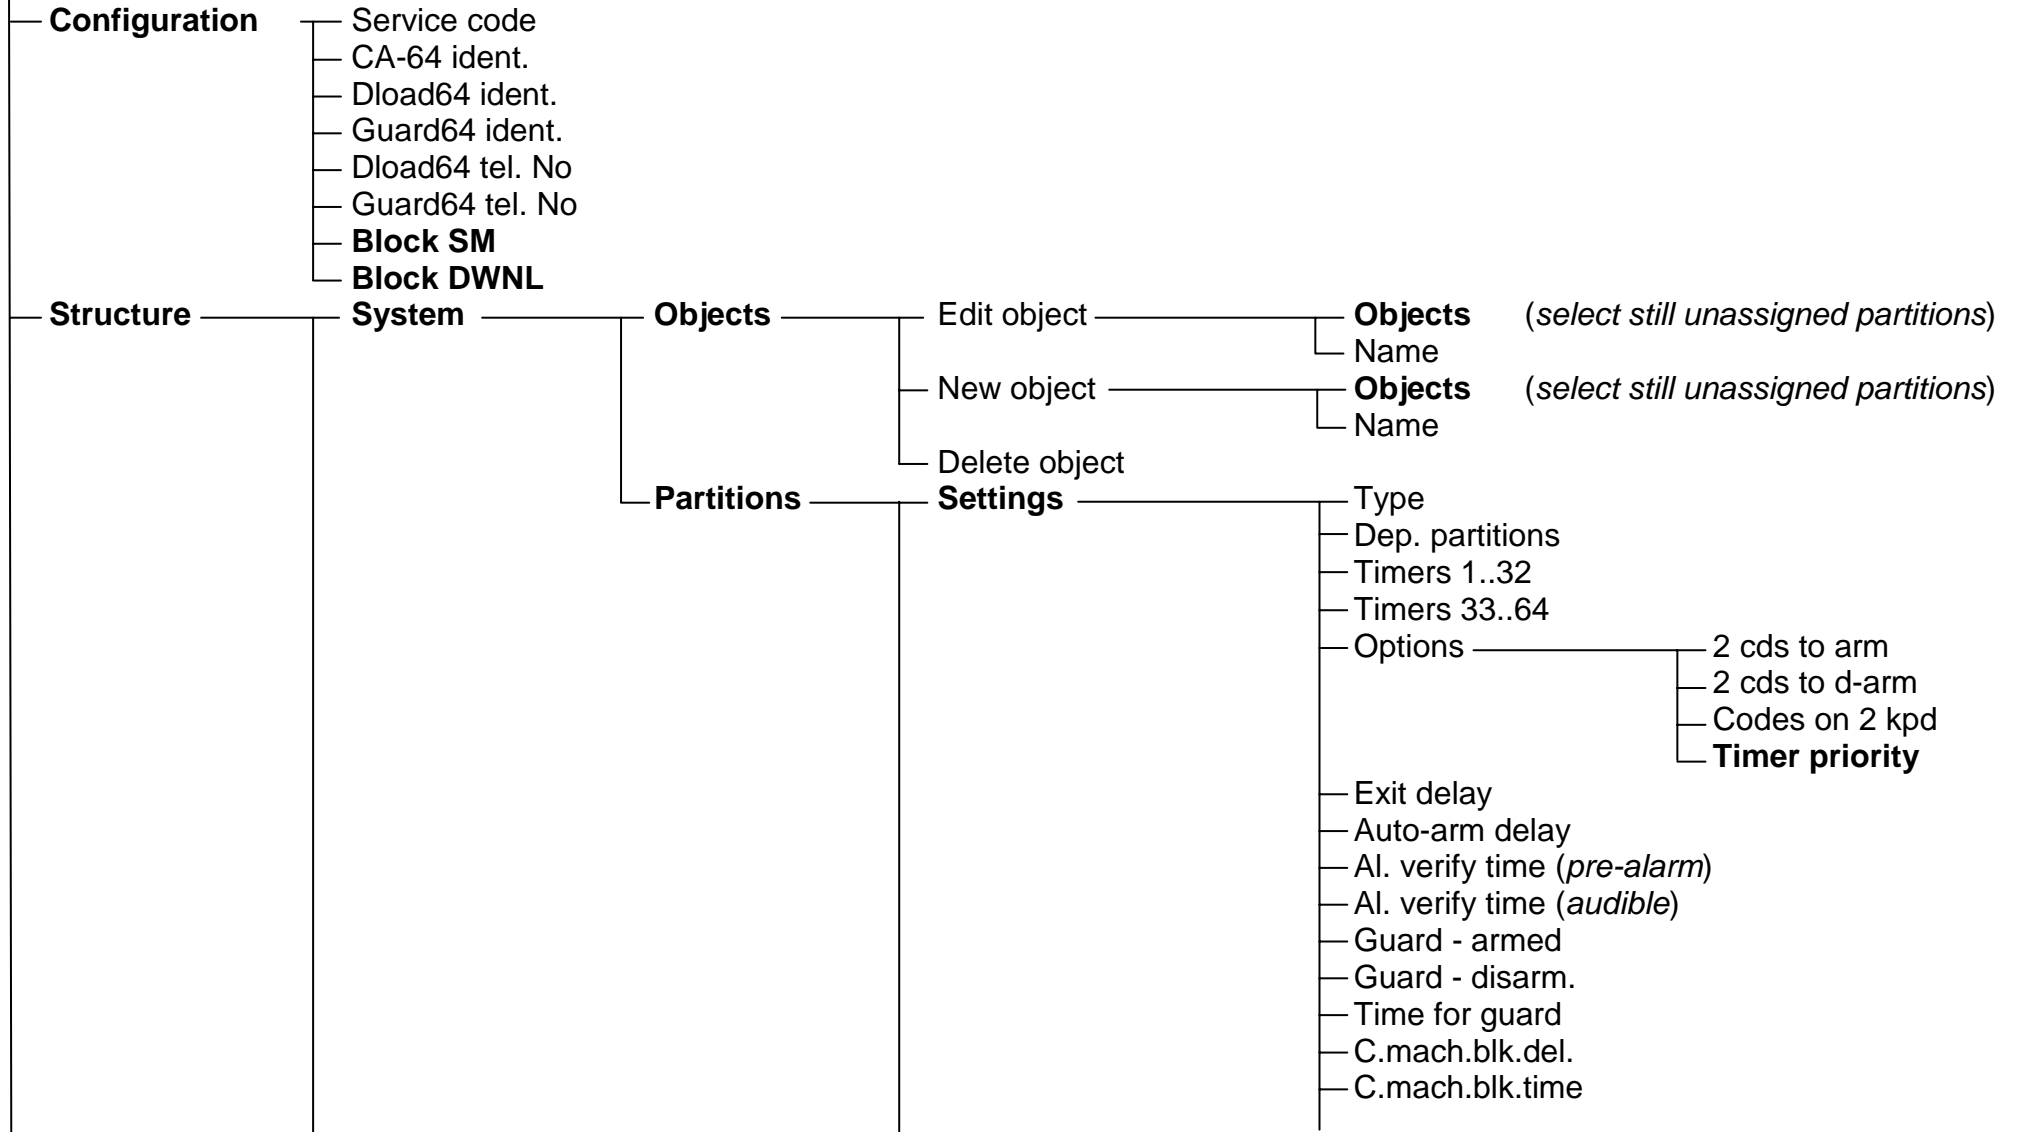 Configuration Service code
CA-64 ident.
Dload64 ident.
Guard64 ident.
Dload64 tel. No
Guard64 tel. No
Block SM
Block DWNL
Structure System Objects Edit object Objects (select still unassigned partitions)
Name
New object Objects (select still unassigned partitions)
Name
Delete object
Partitions Settings Type
Dep. partitions
Timers 1..32
Timers 33..64
Options 2 cds to arm
2 cds to d-arm
Codes on 2 kpd
Timer priority
Exit delay
Auto-arm delay
Al. verify time (pre-alarm)
Al. verify time (audible)
Guard - armed
Guard - disarm.
Time for guard
C.mach.blk.del.
C.mach.blk.time